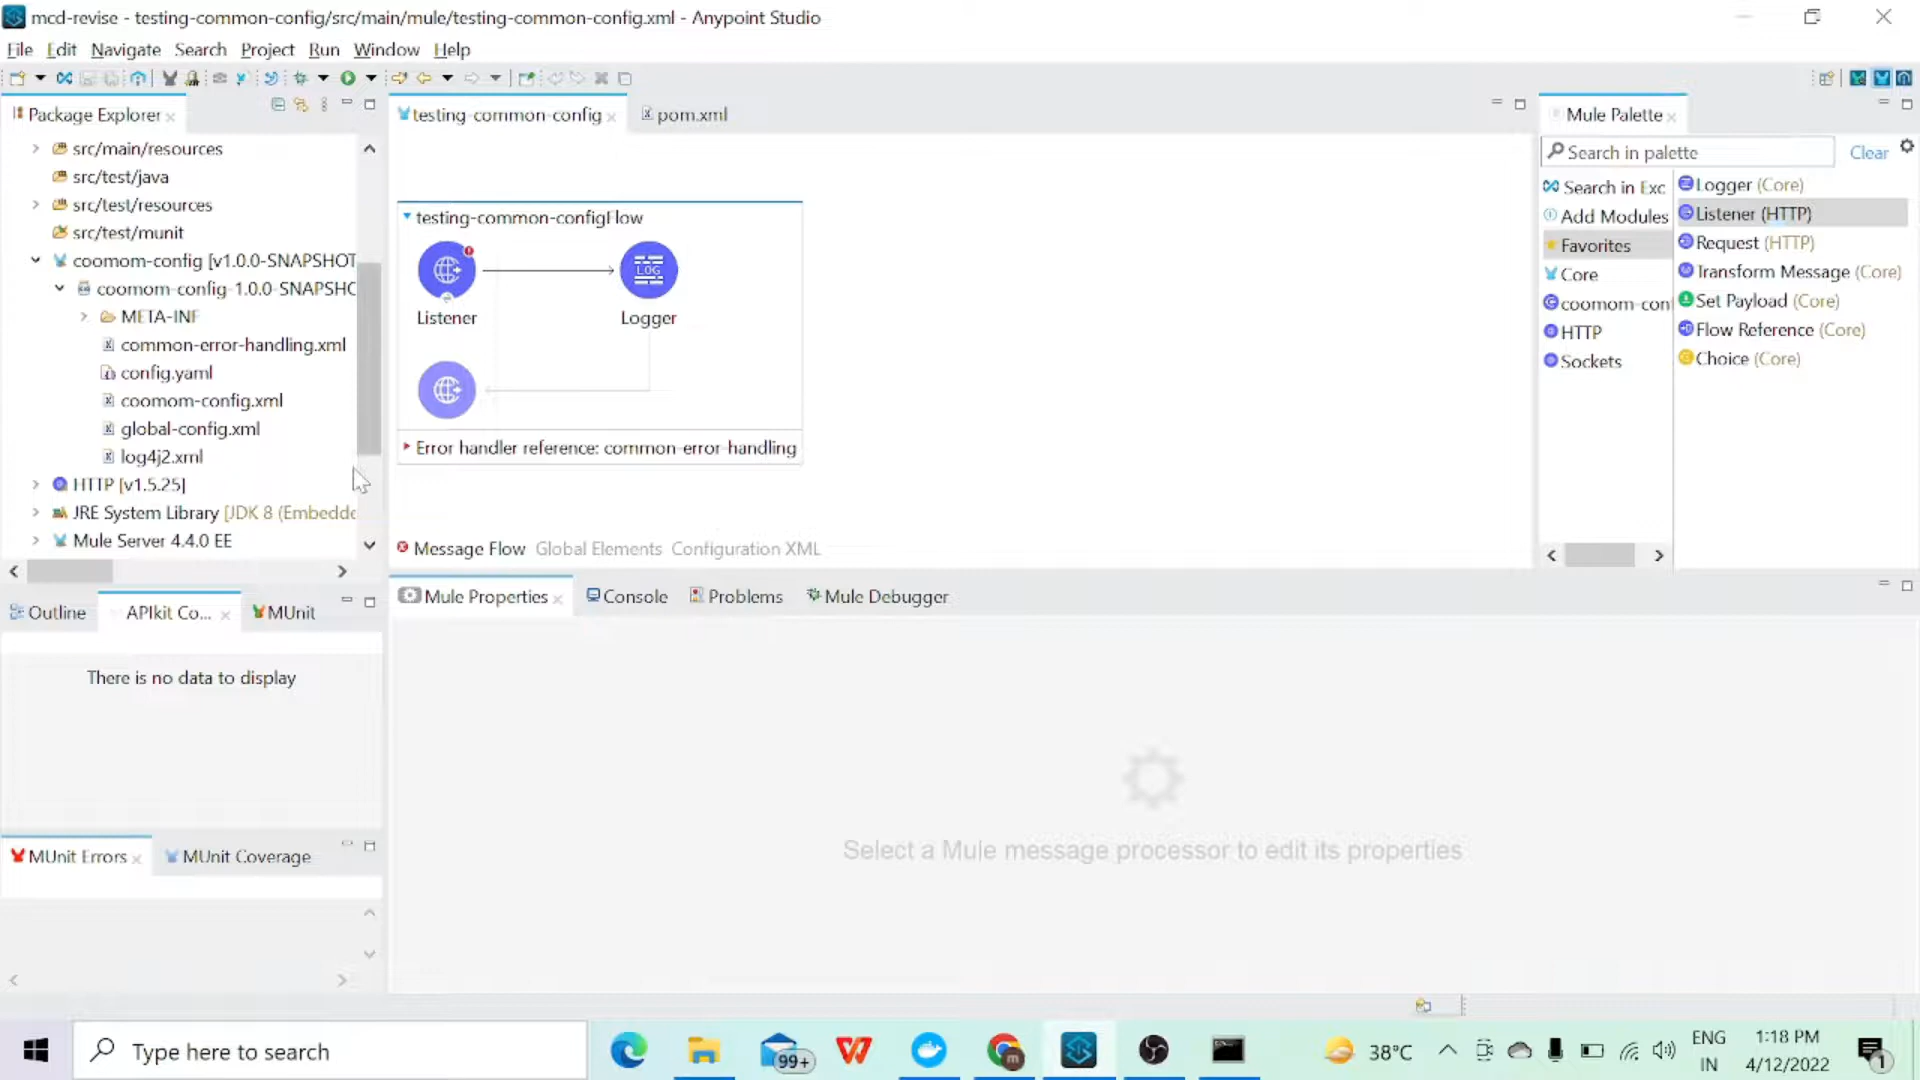 mcd-revise - testing-common-config/src/main/mule/testing-common-config.xml - Anypoint Studio
File Edit Navigate Search Project Run Window Help
Package Explorer
src/main/resources
src/test/java
src/test/resources
src/test/munit
coomom-config [v1.0.0-SNAPSHOT
coomom-config-1.0.0-SNAPSHO
META-INF
common-error-handling.xml
config.yaml
coomom-config.xml
global-config.xml
log4j2.xml
HTTP [v1.5.25]
JRE System Library [JDK 8 (Embedde
Mule Server 4.4.0 EE
testing-common-config
pom.xml
testing-common-configFlow
LOG
Listener
Logger
Error handler reference: common-error-handling
Message Flow Global Elements Configuration XML
Mule Palette
Search in palette
Clear
Search in Exc
Add Modules
Favorites
Core
coomom-con
HTTP
Sockets
Logger (Core)
Listener (HTTP)
Request (HTTP)
Transform Message (Core)
Set Payload (Core)
Flow Reference (Core)
Choice (Core)
Outline
APIkit Co...
MUnit
There is no data to display
MUnit Errors
MUnit Coverage
Mule Properties
Console
Problems
Mule Debugger
Select a Mule message processor to edit its properties
Type here to search
99+
m
38°C
ENG
IN
1:18 PM
4/12/2022
1